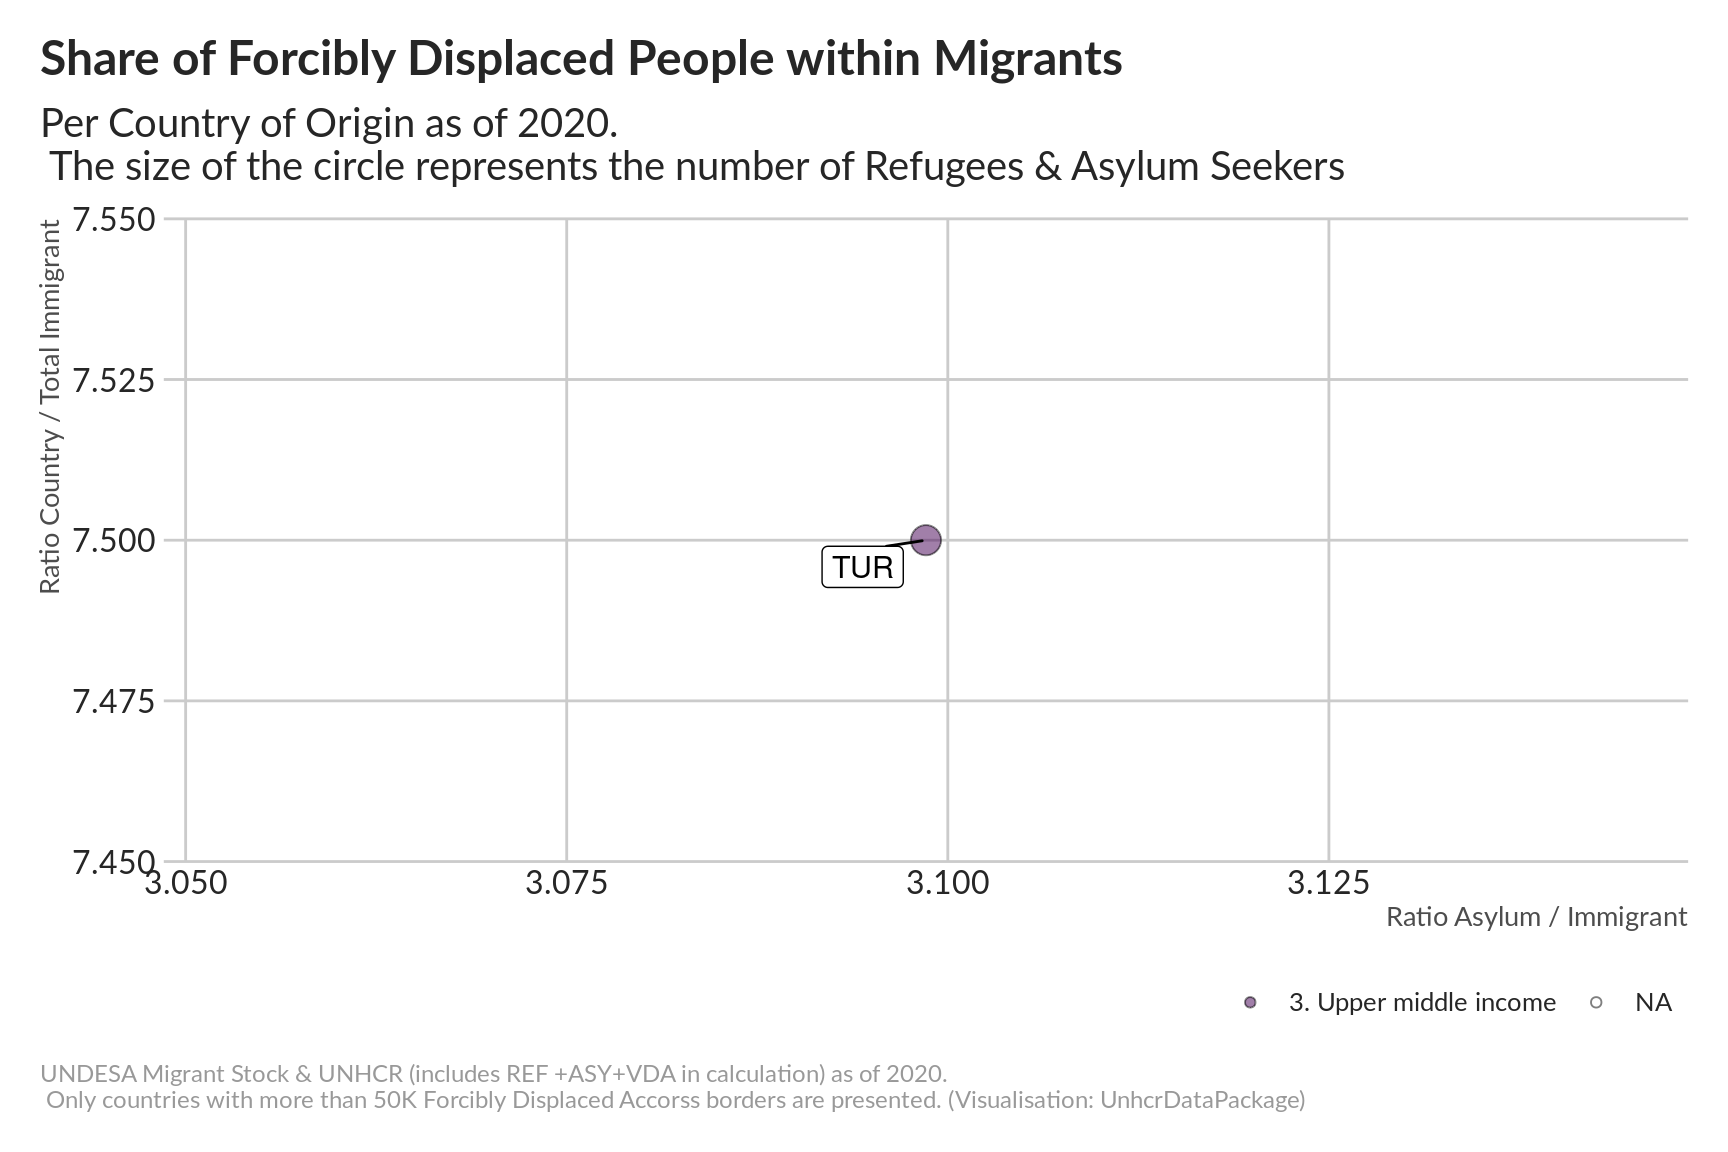 Share of Forcibly Displaced People within Migrants
Per Country of Origin as of 2020.
The size of the circle represents the number of Refugees & Asylum Seekers
Ratio Country / Total Immigrant
7.550
7.525
7.500
7.475
7.450
TUR
3.050
3.075
3.100
3.125
Ratio Asylum / Immigrant
3. Upper middle income
NA
UNDESA Migrant Stock & UNHCR (includes REF +ASY+VDA in calculation) as of 2020.
Only countries with more than 50K Forcibly Displaced Accorss borders are presented. (Visualisation: UnhcrDataPackage)